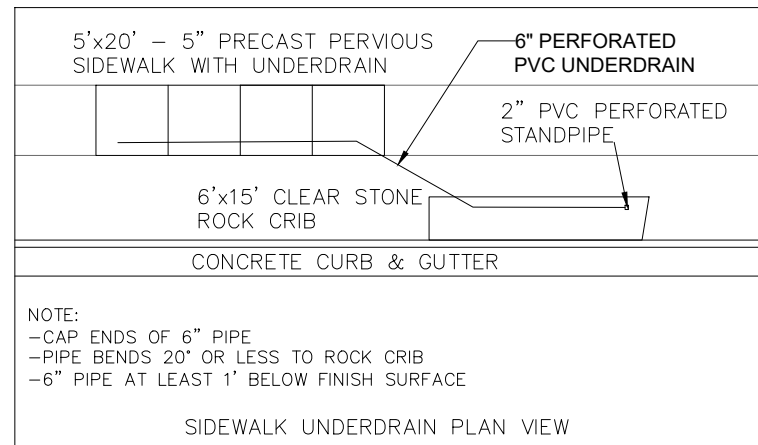 5'x20' – 5" PRECAST PERVIOUS
SIDEWALK WITH UNDERDRAIN
6" PERFORATED
PVC UNDERDRAIN
2" PVC PERFORATED
STANDPIPE
6'x15' CLEAR STONE
ROCK CRIB
CONCRETE CURB & GUTTER
NOTE:
–CAP ENDS OF 6" PIPE
–PIPE BENDS 20° OR LESS TO ROCK CRIB
–6" PIPE AT LEAST 1' BELOW FINISH SURFACE
SIDEWALK UNDERDRAIN PLAN VIEW